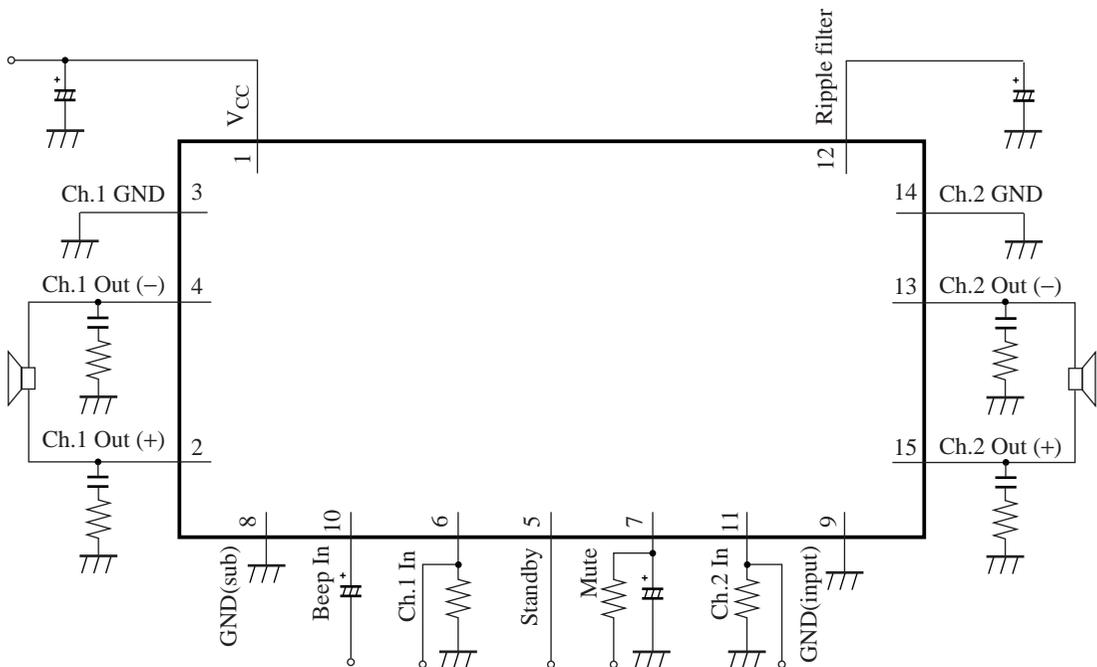 VCC
Ripple filter
1
12
Ch.1 GND
3
14
Ch.2 GND
Ch.1 Out (−)
4
13
Ch.2 Out (−)
Ch.1 Out (+)
2
15
Ch.2 Out (+)
8
10
6
5
7
11
9
GND(sub)
Beep In
Ch.1 In
Standby
Mute
Ch.2 In
GND(input)